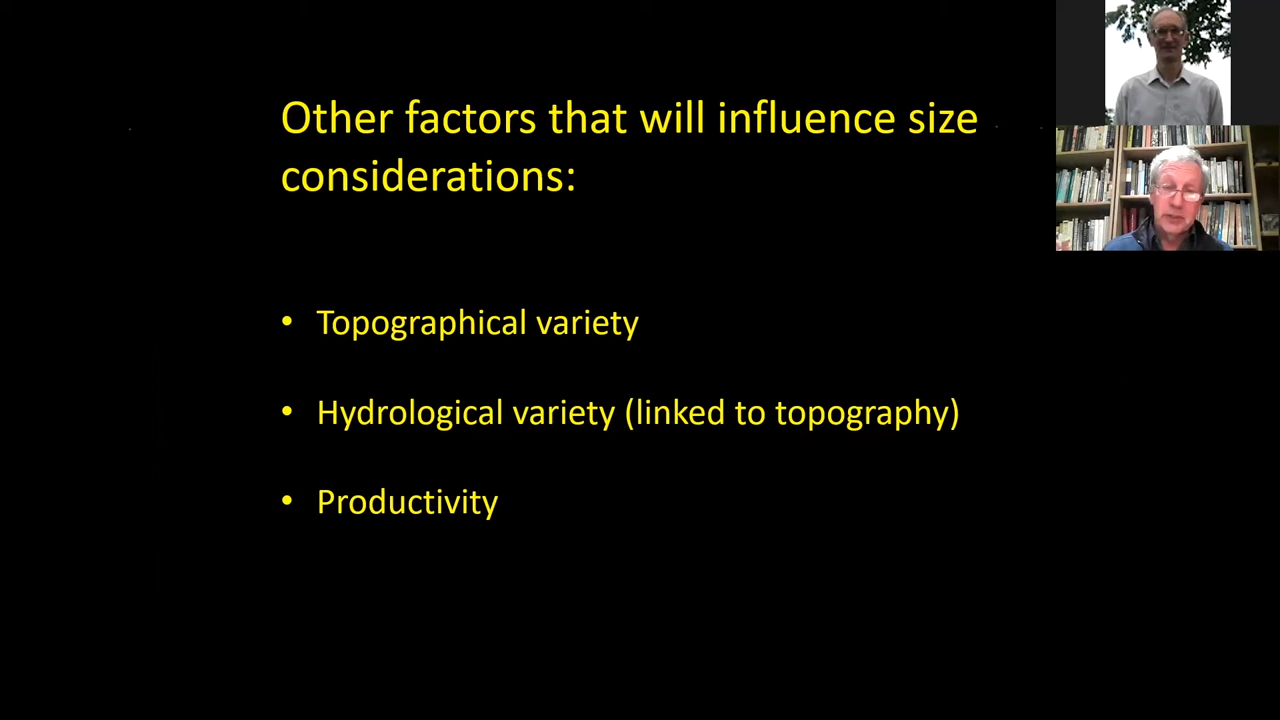 Other factors that will influence size
considerations:
• Topographical variety
• Hydrological variety (linked to topography)
• Productivity